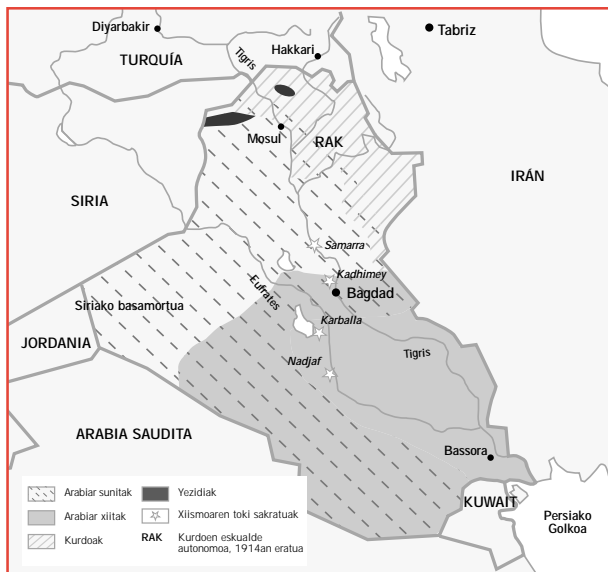 Diyarbakir
Tabriz
Hakkari
TURQUÍA
Tigris
Mosul
RAK
IRÁN
SIRIA
Samarra
Kadhimey
Bagdad
Eufrates
Siriako basamortua
Karballa
JORDANIA
Tigris
Nadjaf
ARABIA SAUDITA
Bassora
KUWAIT
Persiako
Golkoa
Arabiar sunitak
Yezidiak
Arabiar xiitak
Xiismoaren toki sakratuak
Kurdoak
RAK Kurdoen eskualde
autonomoa, 1914an eratua